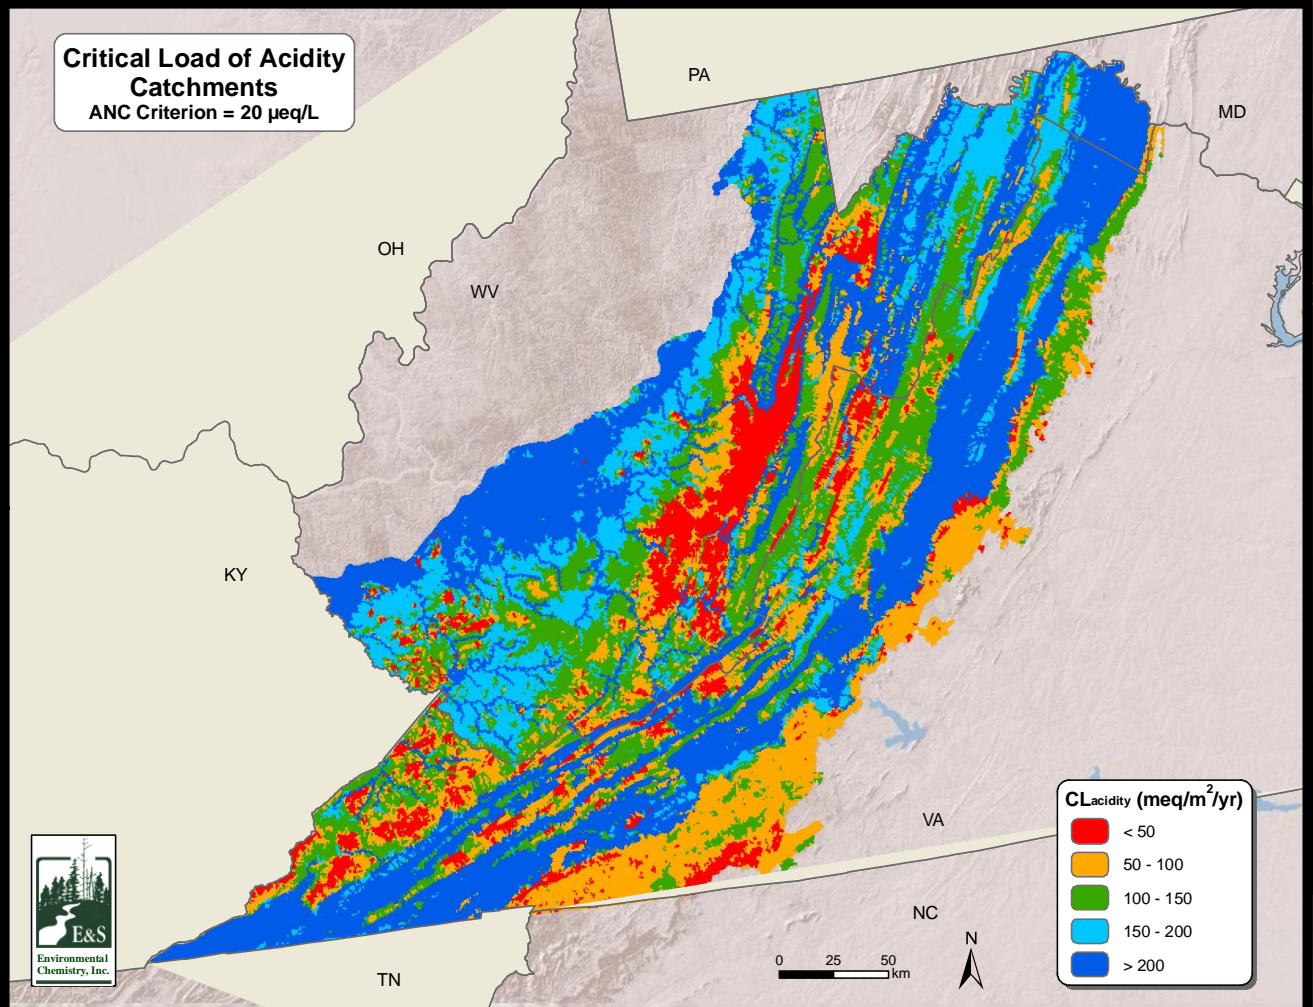 Critical Load of Acidity
Catchments
ANC Criterion = 20 µeq/L
PA
MD
OH
WV
KY
VA
NC
TN
CLacidity (meq/m²/yr)
< 50
50 - 100
100 - 150
150 - 200
> 200
N
0 25 50
km
E&S
Environmental
Chemistry, Inc.